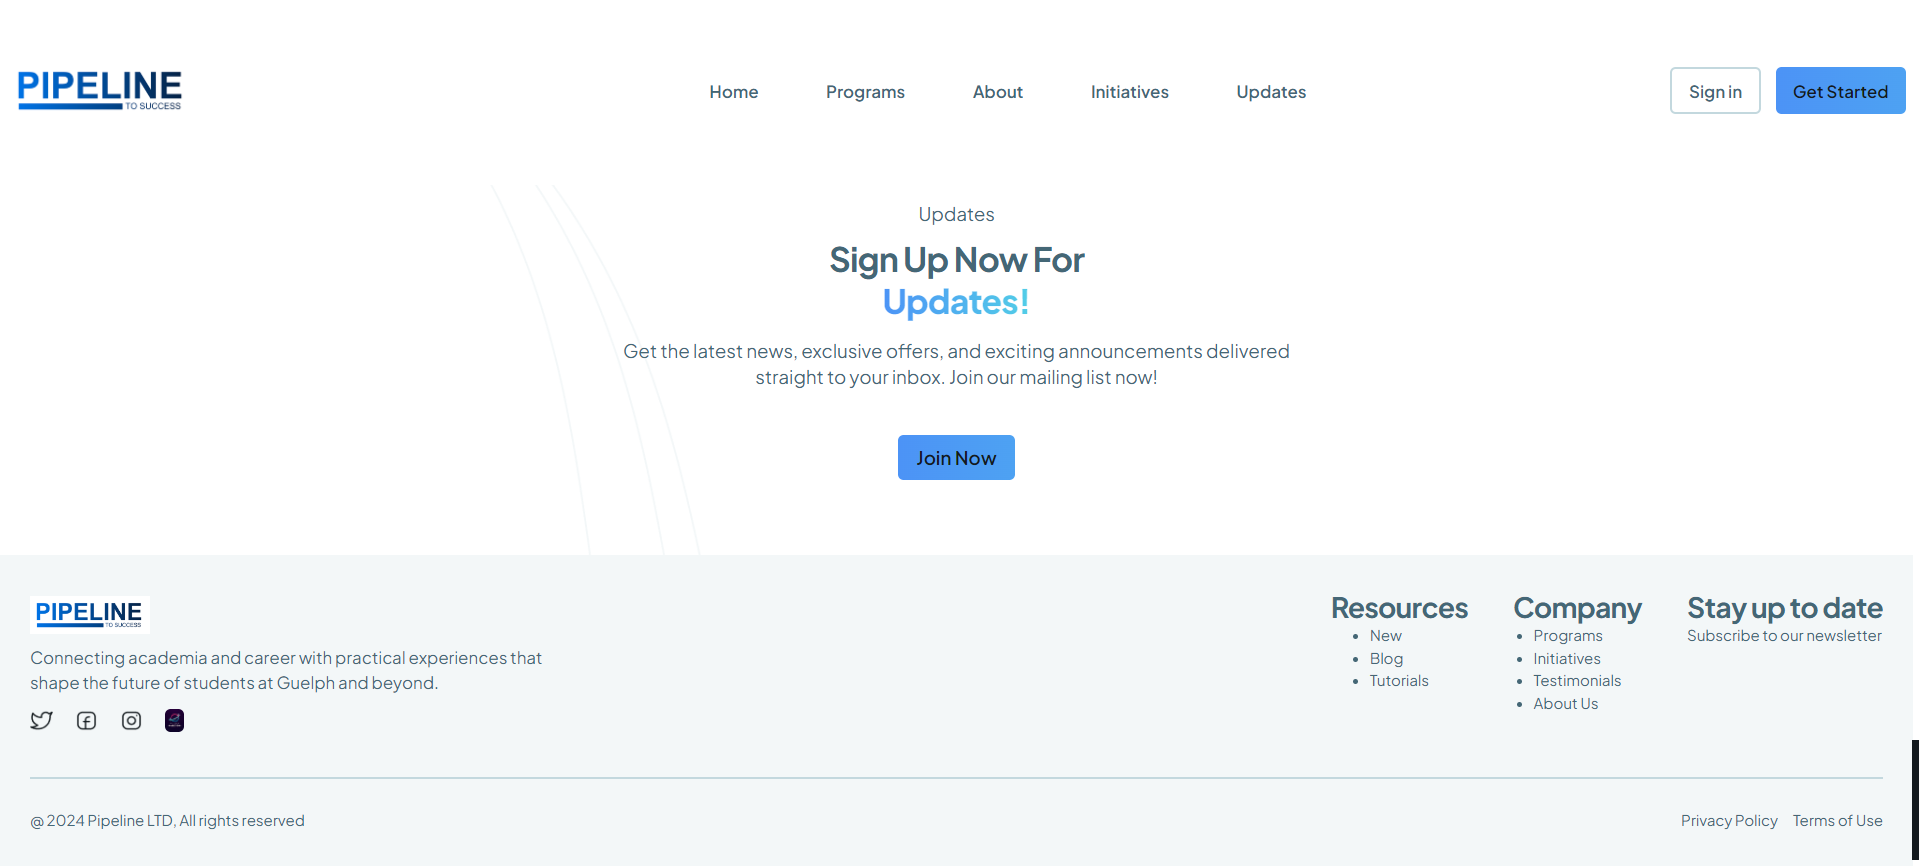 PIPELINE
TO SUCCESS
Home Programs About Initiatives Updates
Sign in Get Started
Updates
Sign Up Now For
Updates!
Get the latest news, exclusive offers, and exciting announcements delivered
straight to your inbox. Join our mailing list now!
Join Now
PIPELINE
TO SUCCESS
Connecting academia and career with practical experiences that
shape the future of students at Guelph and beyond.
Resources
New
Blog
Tutorials
Company
Programs
Initiatives
Testimonials
About Us
Stay up to date
Subscribe to our newsletter
@ 2024 Pipeline LTD, All rights reserved
Privacy Policy Terms of Use